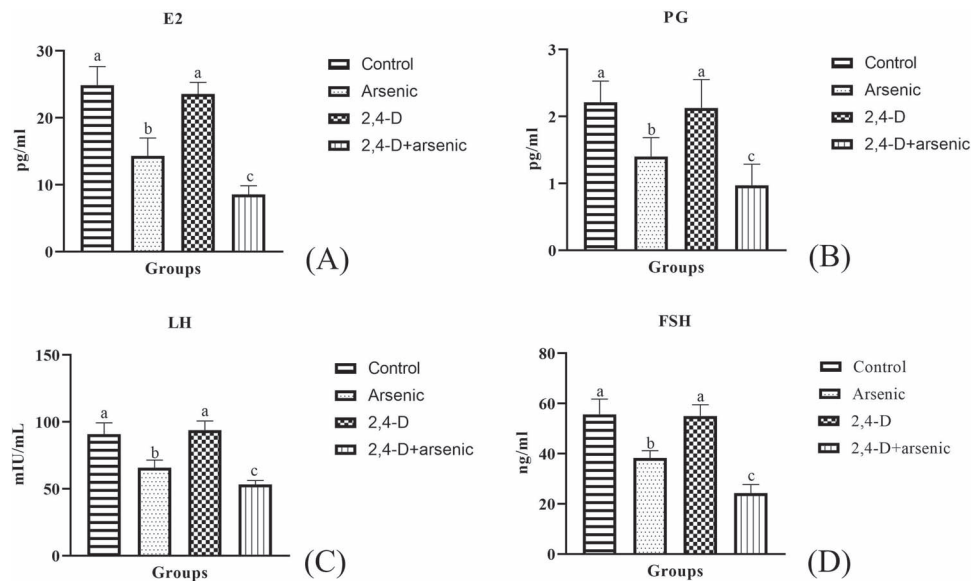 E2
30
20
10
0
pg/ml
a
b
a
c
Groups
Control
Arsenic
2,4-D
2,4-D+arsenic
(A)
PG
3
2
1
0
pg/ml
a
b
a
c
Groups
Control
Arsenic
2,4-D
2,4-D+arsenic
(B)
LH
150
100
50
0
mIU/mL
a
b
a
c
Groups
Control
Arsenic
2,4-D
2,4-D+arsenic
(C)
FSH
80
60
40
20
0
ng/ml
a
b
a
c
Groups
Control
Arsenic
2,4-D
2,4-D+arsenic
(D)